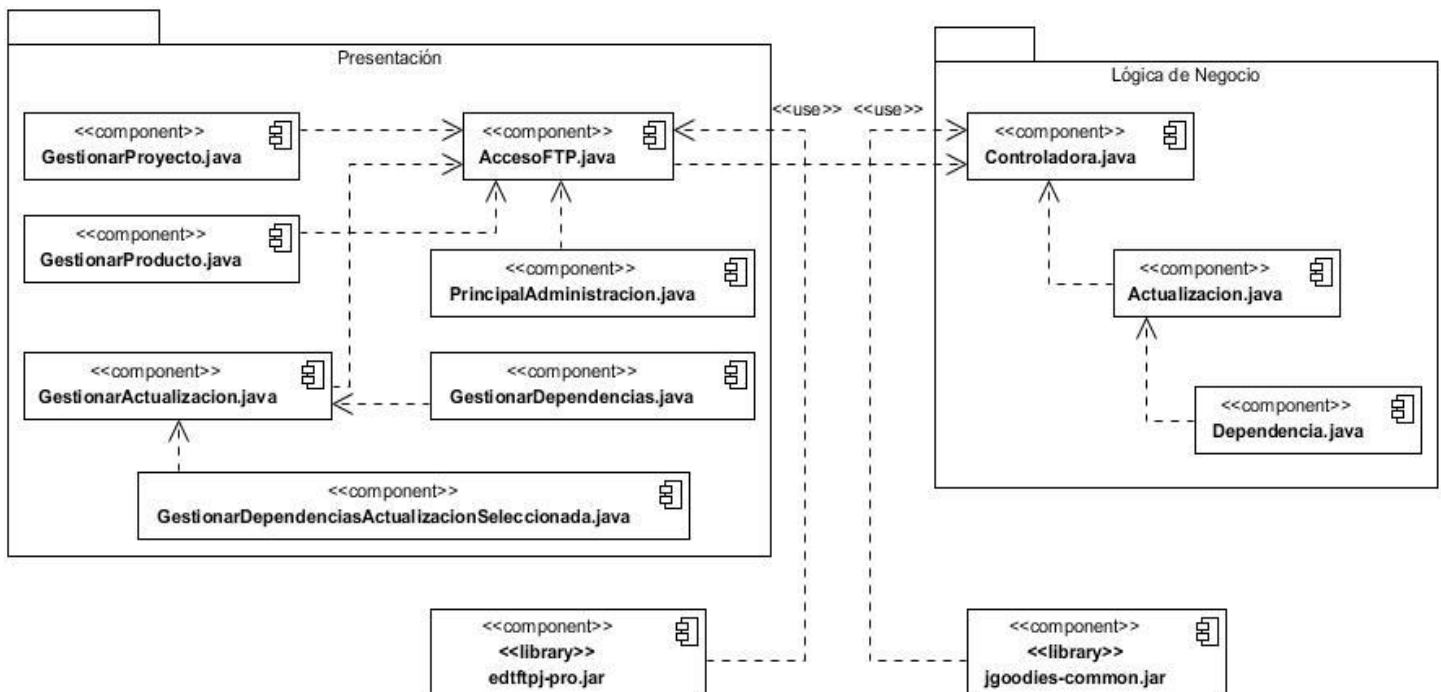 Presentación
<<component>>
GestionarProyecto.java
<<component>>
AccesoFTP.java
<<component>>
GestionarProducto.java
<<component>>
PrincipalAdministracion.java
<<component>>
GestionarActualizacion.java
<<component>>
GestionarDependencias.java
<<component>>
GestionarDependenciasActualizacionSeleccionada.java
<<use>>
<<use>>
Lógica de Negocio
<<component>>
Controladora.java
<<component>>
Actualizacion.java
<<component>>
Dependencia.java
<<component>>
<<library>>
edtftpj-pro.jar
<<component>>
<<library>>
jgoodies-common.jar